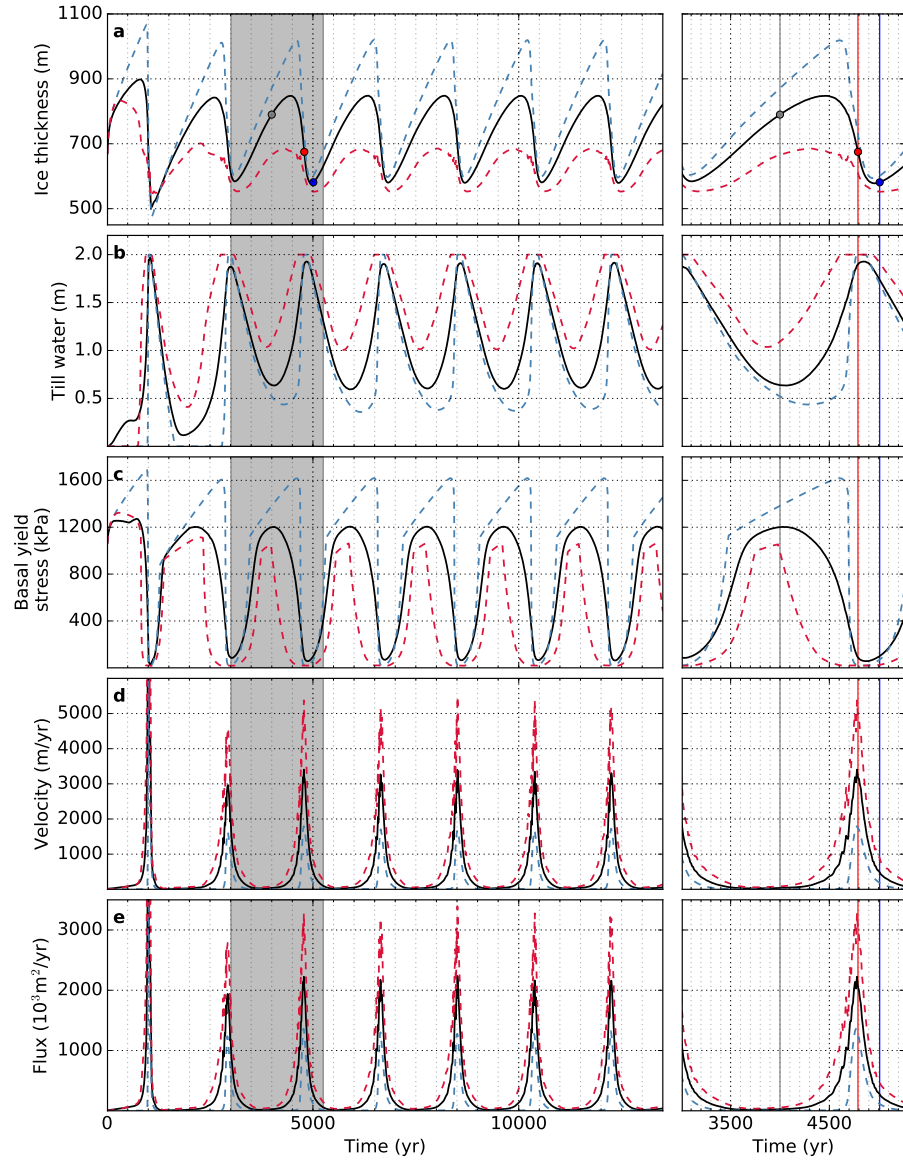 a
Ice thickness (m)
1100
900
700
500
b
Till water (m)
2.0
1.5
1.0
0.5
c
Basal yield
stress (kPa)
1600
1200
800
400
d
Velocity (m/yr)
5000
4000
3000
2000
1000
e
Flux (10³m²/yr)
3000
2000
1000
0 5000 10000
Time (yr)
3500 4500
Time (yr)